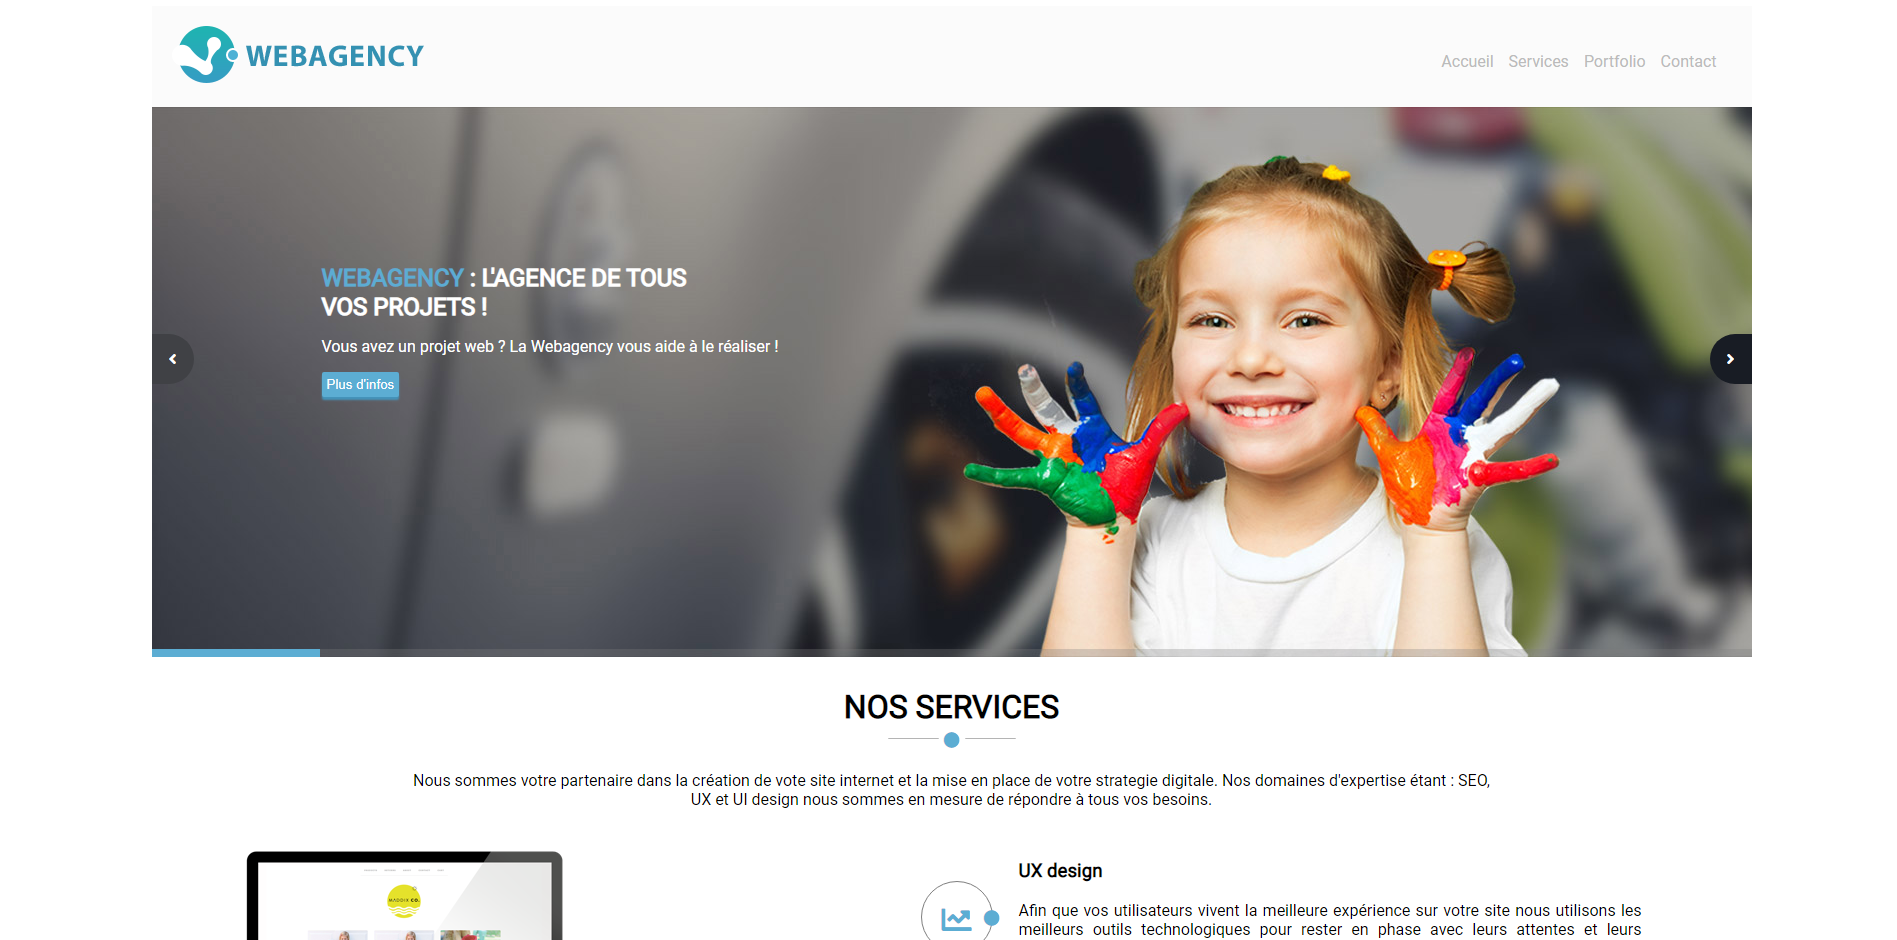 WEBAGENCY
Accueil Services Portfolio Contact
WEBAGENCY : L'AGENCE DE TOUS
VOS PROJETS !
Vous avez un projet web ? La Webagency vous aide à le réaliser !
Plus d'infos
NOS SERVICES
Nous sommes votre partenaire dans la création de vote site internet et la mise en place de votre strategie digitale. Nos domaines d'expertise étant : SEO,
UX et UI design nous sommes en mesure de répondre à tous vos besoins.
MADDIX CO.
UX design
Afin que vos utilisateurs vivent la meilleure expérience sur votre site nous utilisons les
meilleurs outils technologiques pour rester en phase avec leurs attentes et leurs